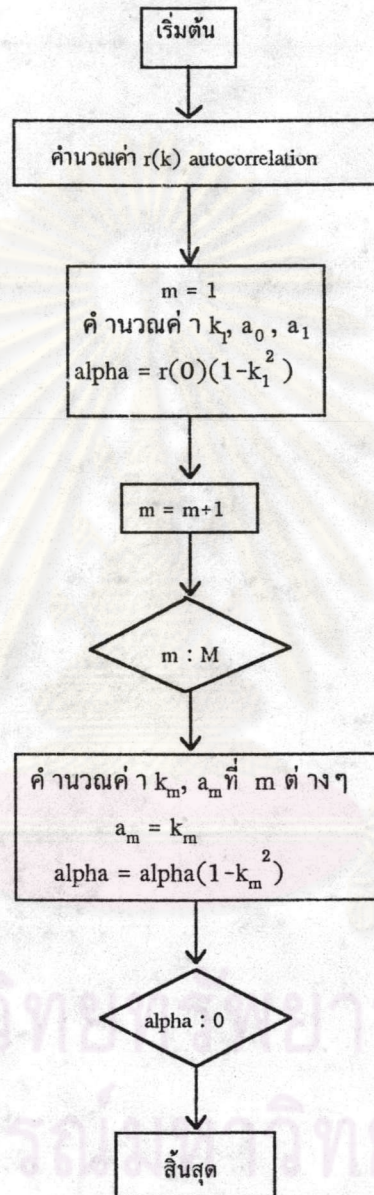 เริ่มต้น
คำนวณค่า r(k) autocorrelation
m = 1
คำนวณค่า k₁, a₀, a₁
alpha = r(0)(1-k₁²)
m = m+1
m : M
คำนวณค่า kₘ, aₘ ที่ m ต่างๆ
aₘ = kₘ
alpha = alpha(1-kₘ²)
alpha : 0
สิ้นสุด